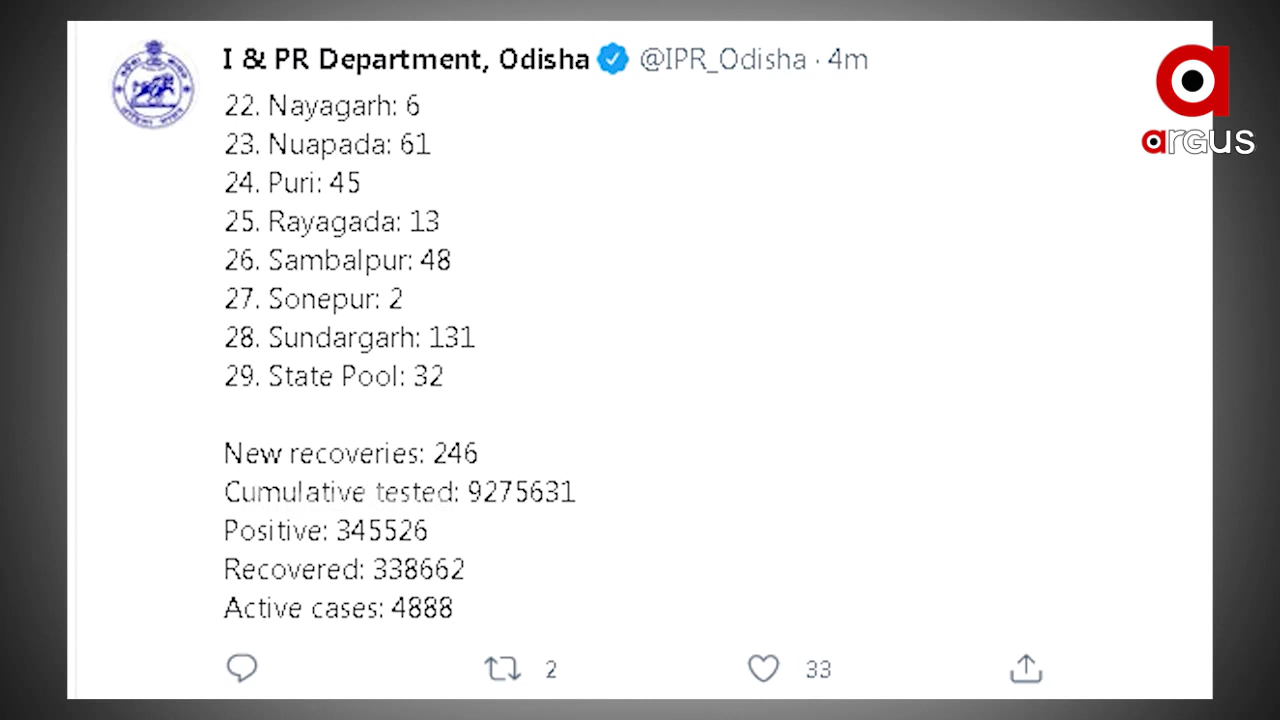 I & PR Department, Odisha @IPR_Odisha · 4m
22. Nayagarh: 6
23. Nuapada: 61
24. Puri: 45
25. Rayagada: 13
26. Sambalpur: 48
27. Sonepur: 2
28. Sundargarh: 131
29. State Pool: 32
New recoveries: 246
Cumulative tested: 9275631
Positive: 345526
Recovered: 338662
Active cases: 4888
2 33
argus